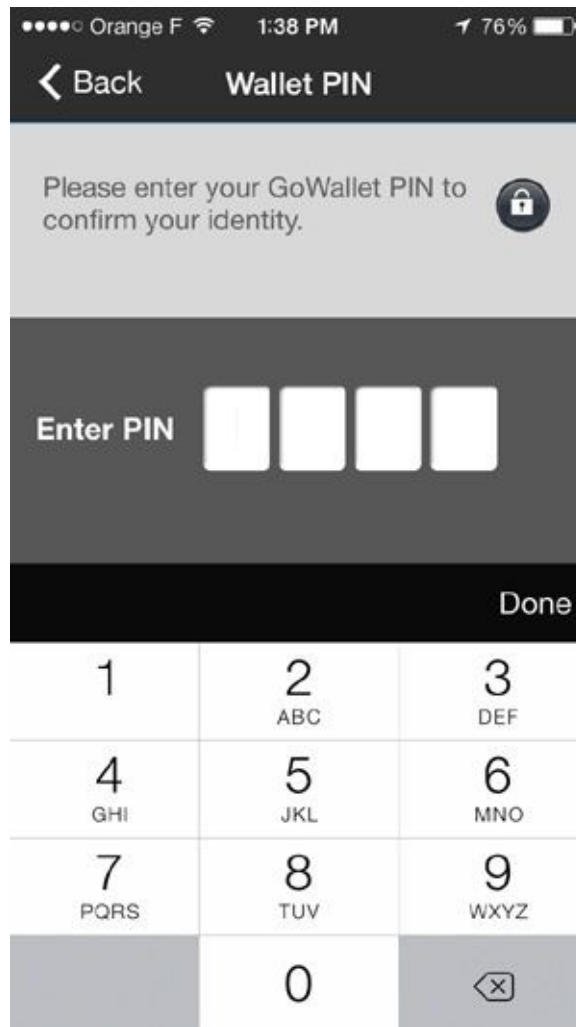 Orange F 1:38 PM 76%
Back Wallet PIN
Please enter your GoWallet PIN to
confirm your identity.
Enter PIN
Done
1 2 3
ABC DEF
4 5 6
GHI JKL MNO
7 8 9
PQRS TUV WXYZ
0